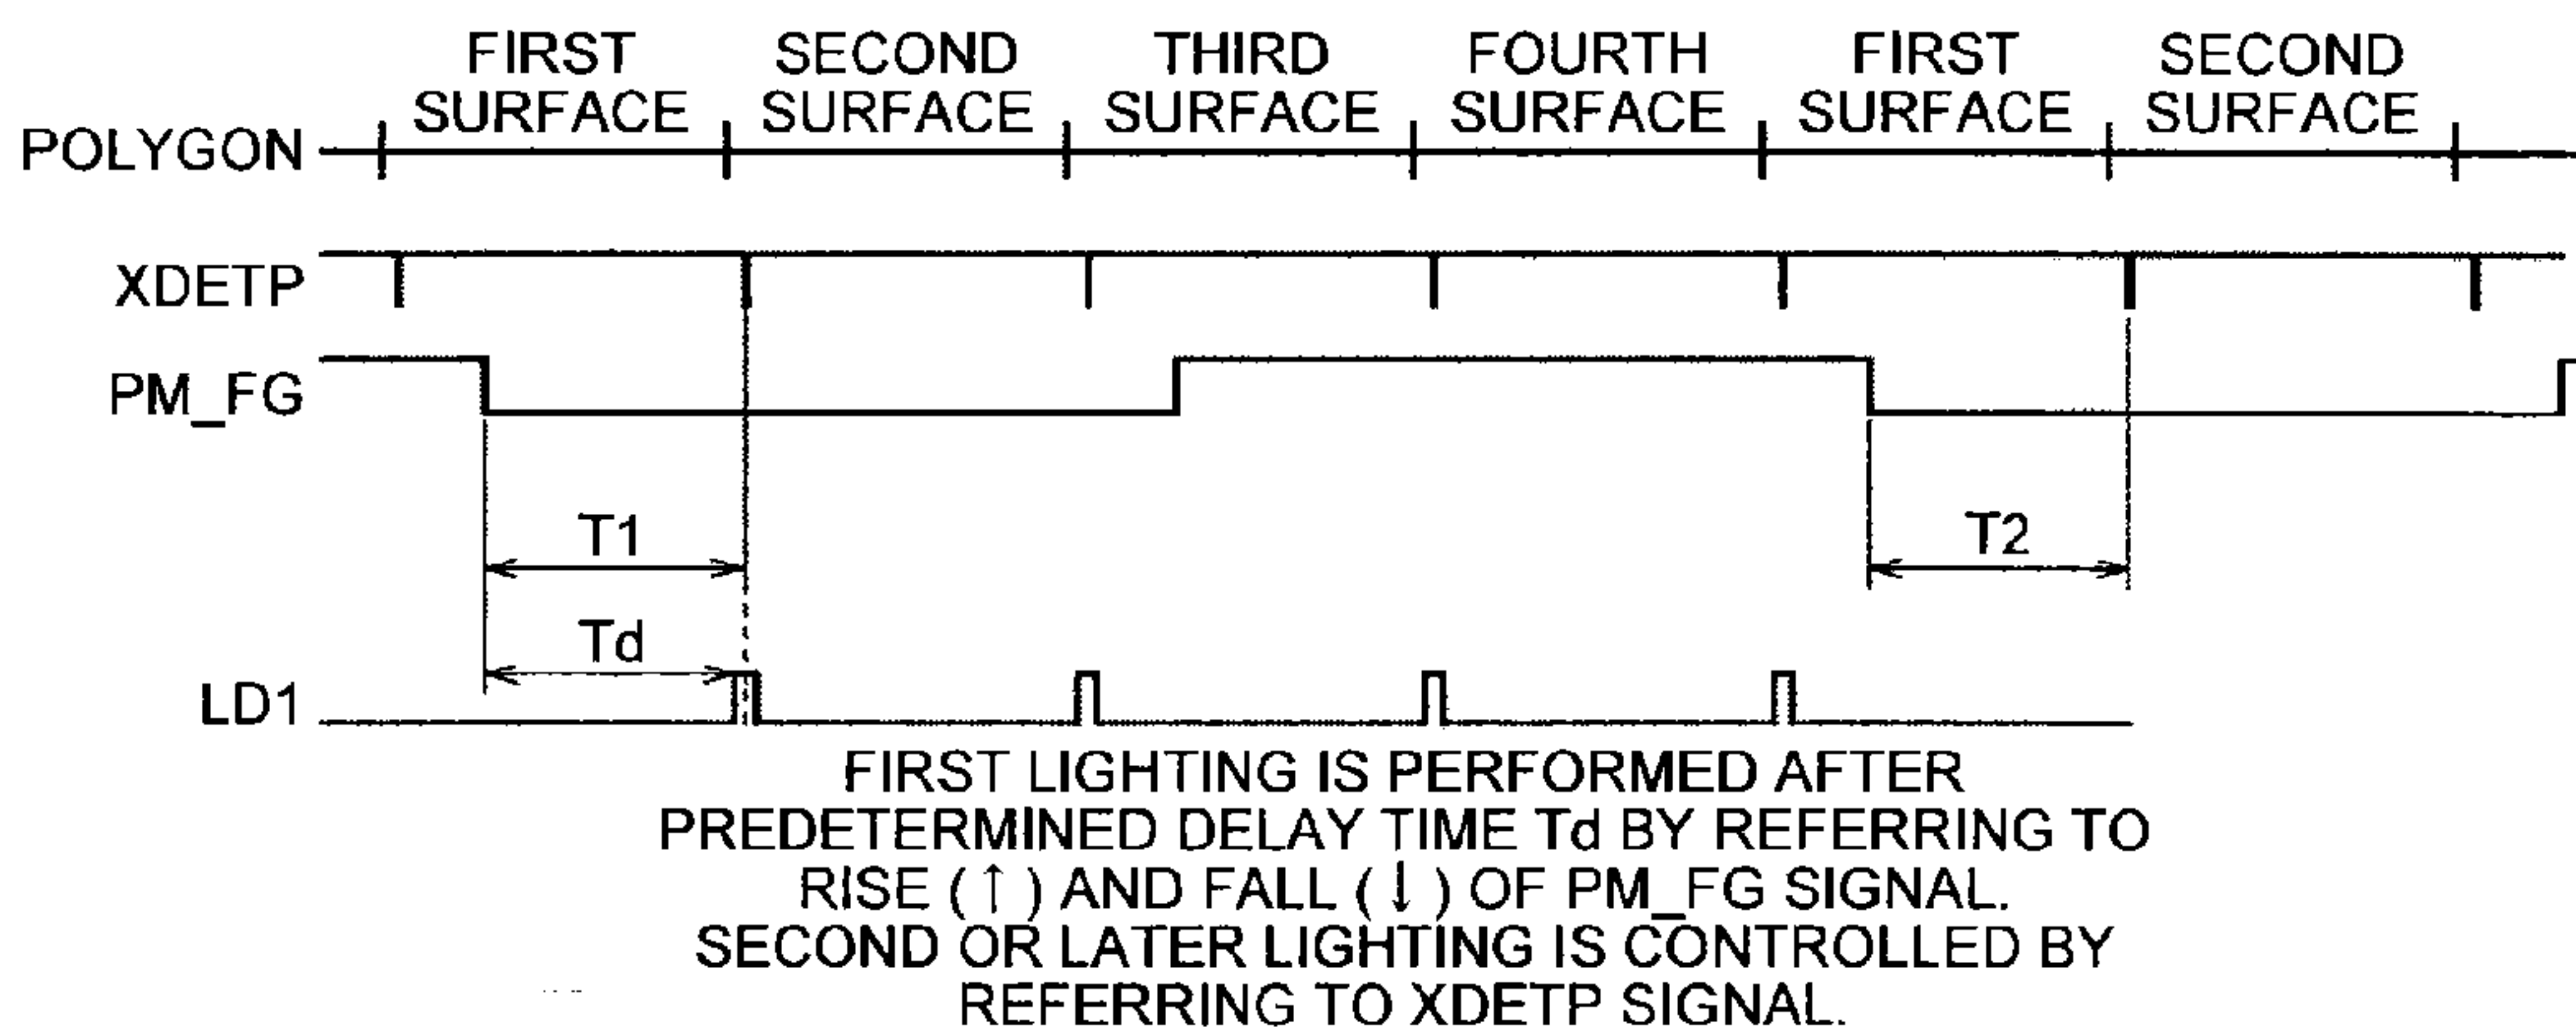 FIRST SURFACE
SECOND SURFACE
THIRD SURFACE
FOURTH SURFACE
FIRST SURFACE
SECOND SURFACE
POLYGON
XDETP
PM_FG
T1
T2
Td
LD1
FIRST LIGHTING IS PERFORMED AFTER
PREDETERMINED DELAY TIME Td BY REFERRING TO
RISE (↑) AND FALL (↓) OF PM_FG SIGNAL.
SECOND OR LATER LIGHTING IS CONTROLLED BY
REFERRING TO XDETP SIGNAL.